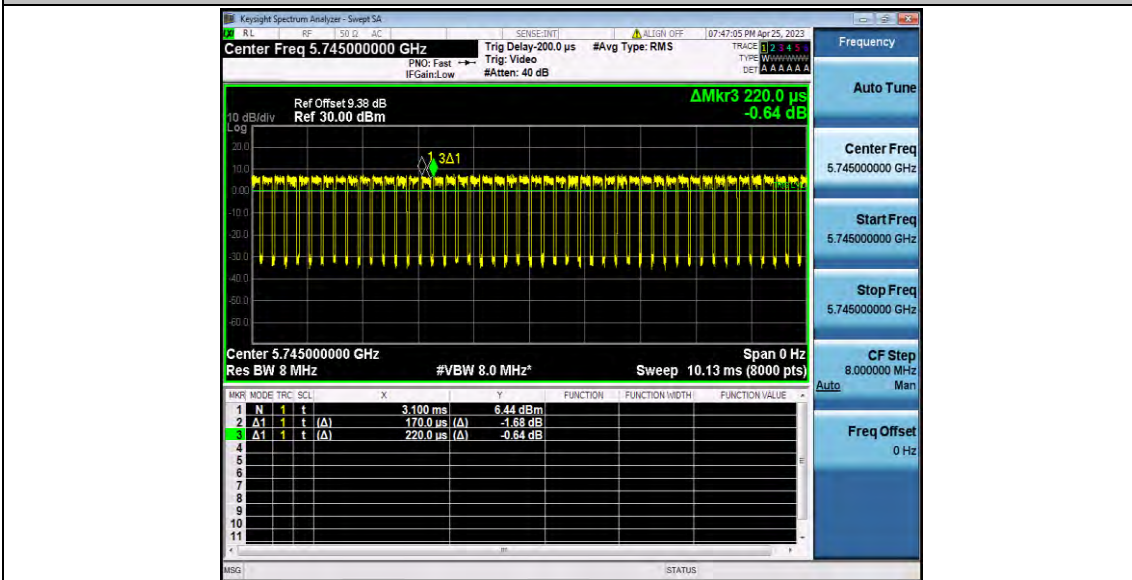 Keysight Spectrum Analyzer - Swept SA
RL RF 50 Ω AC SENSE:INT ALIGN OFF 07:47:05 PM Apr 25, 2023
Center Freq 5.745000000 GHz
PNO: Fast
IFGain:Low
Trig Delay-200.0 µs
Trig: Video
#Atten: 40 dB
#Avg Type: RMS
TRACE 1 2 3 4 5 6
TYPE WWWWWW
DET A A A A A A
Ref Offset 9.38 dB
10 dB/div Ref 30.00 dBm
Log
ΔMkr3 220.0 µs
-0.64 dB
20.0
10.0
0.00
-10.0
-20.0
-30.0
-40.0
-50.0
-60.0
1 3Δ1
Center 5.745000000 GHz Span 0 Hz
Res BW 8 MHz #VBW 8.0 MHz* Sweep 10.13 ms (8000 pts)
MKR MODE TRC SCL X Y FUNCTION FUNCTION WIDTH FUNCTION VALUE
1 N 1 t 3.100 ms 6.44 dBm
2 Δ1 1 t (Δ) 170.0 µs (Δ) -1.68 dB
3 Δ1 1 t (Δ) 220.0 µs (Δ) -0.64 dB
4
5
6
7
8
9
10
11
MSG STATUS
Frequency
Auto Tune
Center Freq
5.745000000 GHz
Start Freq
5.745000000 GHz
Stop Freq
5.745000000 GHz
CF Step
8.000000 MHz
Auto Man
Freq Offset
0 Hz